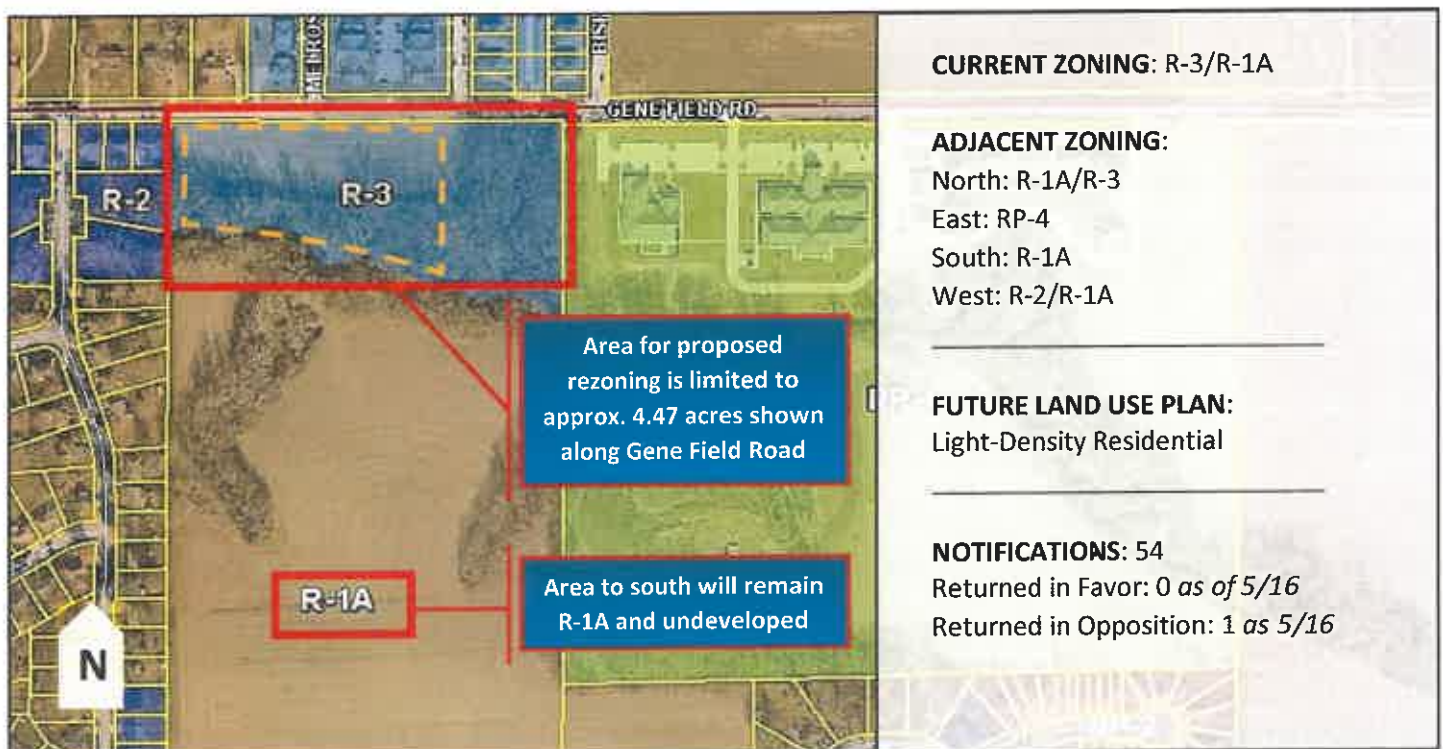 MELROS
BISH
GENE FIELD RD
R-2
R-3
Area for proposed
rezoning is limited to
approx. 4.47 acres shown
along Gene Field Road
R-1A
Area to south will remain
R-1A and undeveloped
N
CURRENT ZONING: R-3/R-1A
ADJACENT ZONING:
North: R-1A/R-3
East: RP-4
South: R-1A
West: R-2/R-1A
FUTURE LAND USE PLAN:
Light-Density Residential
NOTIFICATIONS: 54
Returned in Favor: 0 as of 5/16
Returned in Opposition: 1 as 5/16